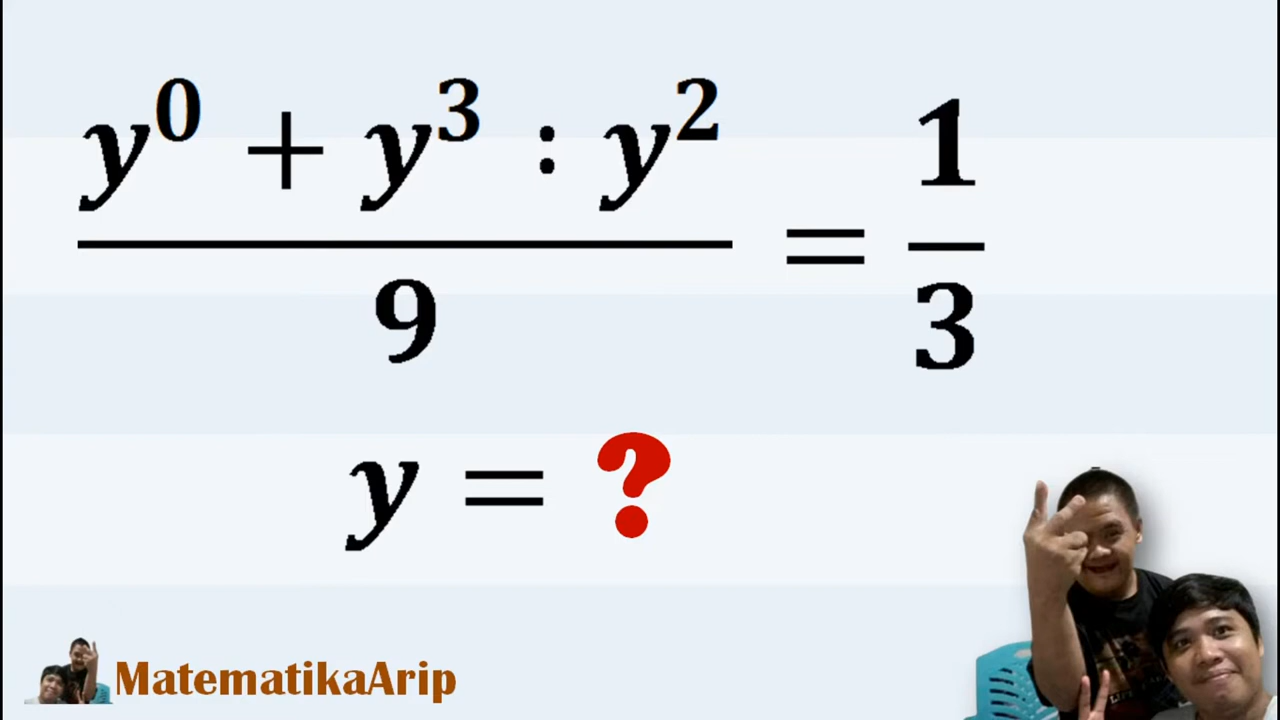 y⁰ + y³ : y²
9
=
1
3
y = ?
MatematikaArip